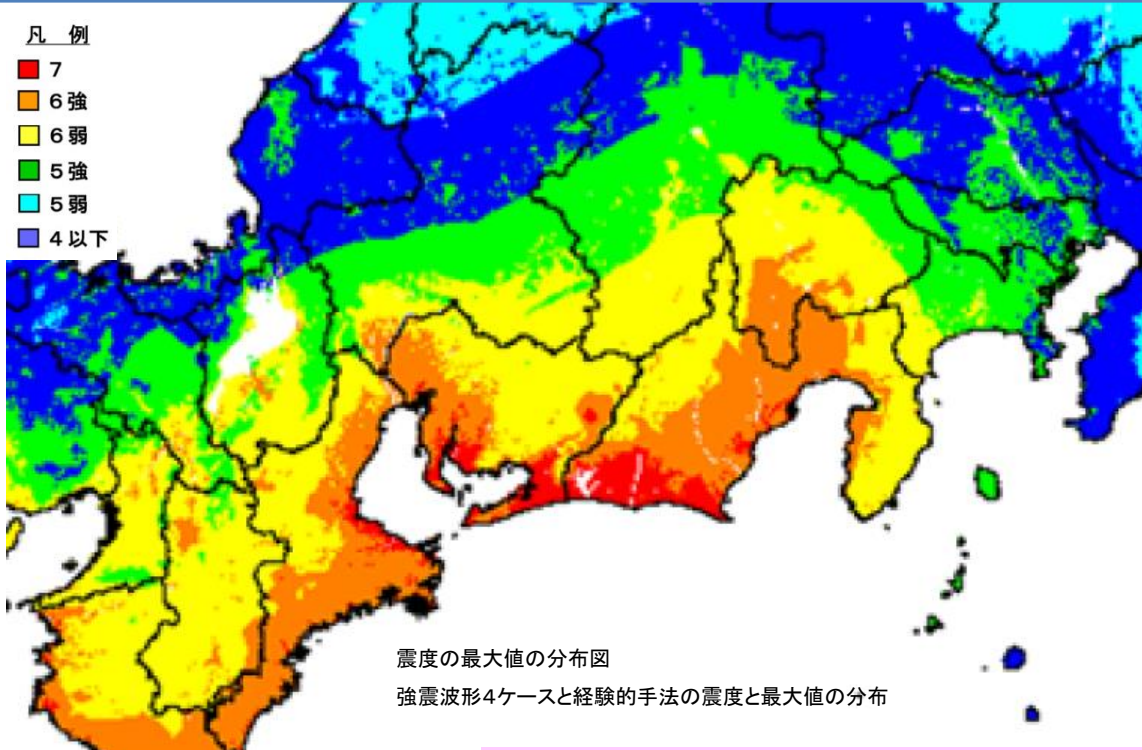 凡 例
7
6強
6弱
5強
5弱
4以下
震度の最大値の分布図
強震波形4ケースと経験的手法の震度と最大値の分布